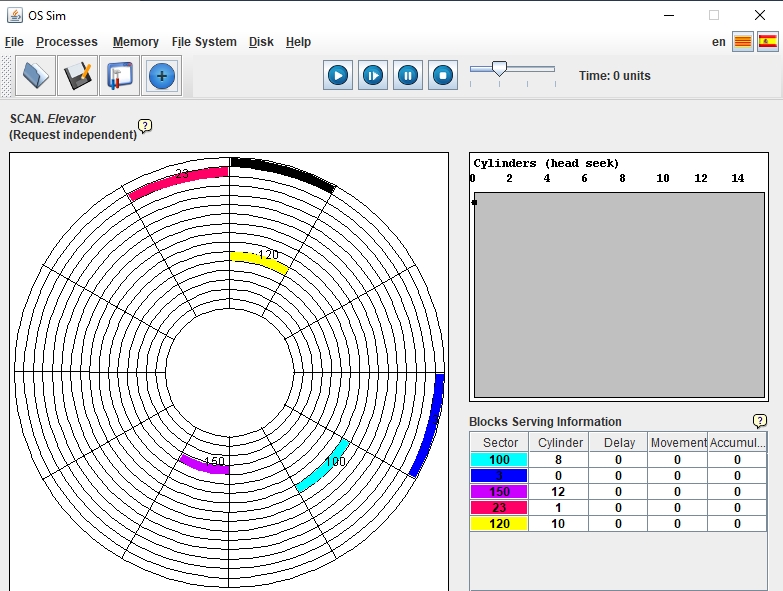 OS Sim
File Processes Memory File System Disk Help en
Time: 0 units
SCAN. Elevator
(Request independent)
?
23
120
150
100
Cylinders (head seek)
0 2 4 6 8 10 12 14
Blocks Serving Information
?
Sector Cylinder Delay Movement Accumul...
100 8 0 0 0
3 0 0 0 0
150 12 0 0 0
23 1 0 0 0
120 10 0 0 0